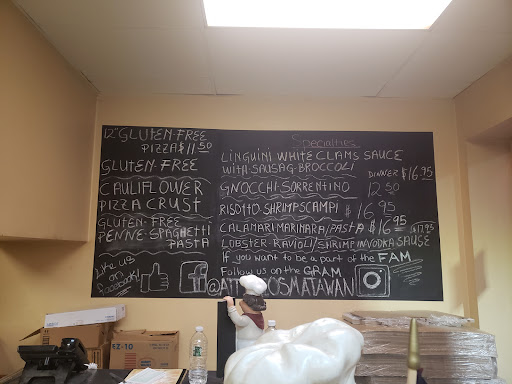 12" GLUTEN-FREE
PIZZA $11.50
GLUTEN-FREE
CAULIFLOWER
PIZZA CRUST
GLUTEN-FREE
PENNE-SPAGHETTI
PASTA
Like us
on
facebook!
f
Specialties
LINGUINI WHITE CLAMS SAUCE
WITH SAUSAG-BROCCOLI DINNER $16.95
GNOCCHI-SORRENTINO 12.50
RISOTTO-SHRIMP SCAMPI $16.95
CALAMARI MARINARA/PASTA $16.95
LOBSTER RAVIOLI/SHRIMP IN VODKA SAUSE
If you want to be a part of the FAM
Follow us on the GRAM
EZ-10